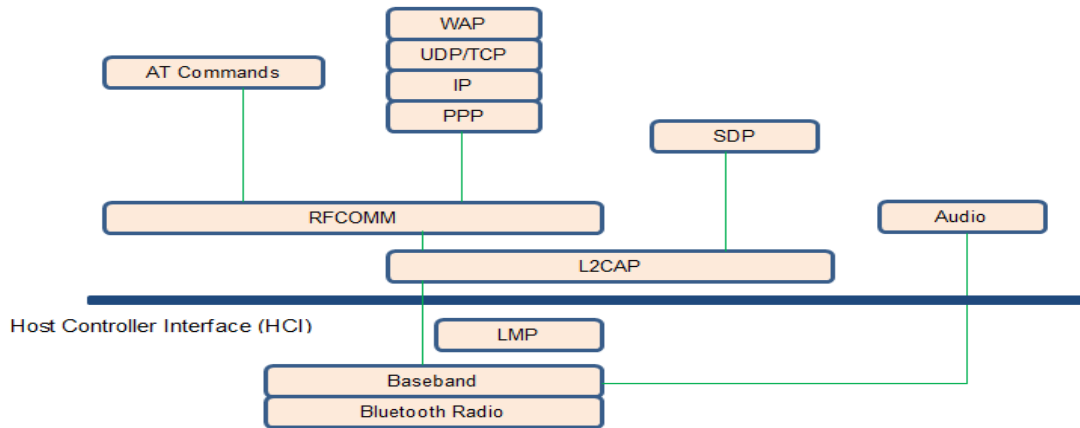 WAP
UDP/TCP
AT Commands
IP
PPP
SDP
RFCOMM
Audio
L2CAP
Host Controller Interface (HCI)
LMP
Baseband
Bluetooth Radio